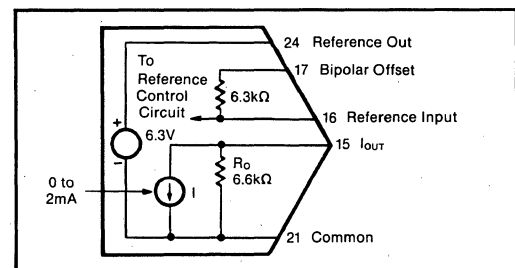 24 Reference Out
17 Bipolar Offset
To
Reference
Control
Circuit
6.3kΩ
16 Reference Input
+
6.3V
−
15 IOUT
RO
6.6kΩ
0 to
2mA
I
21 Common